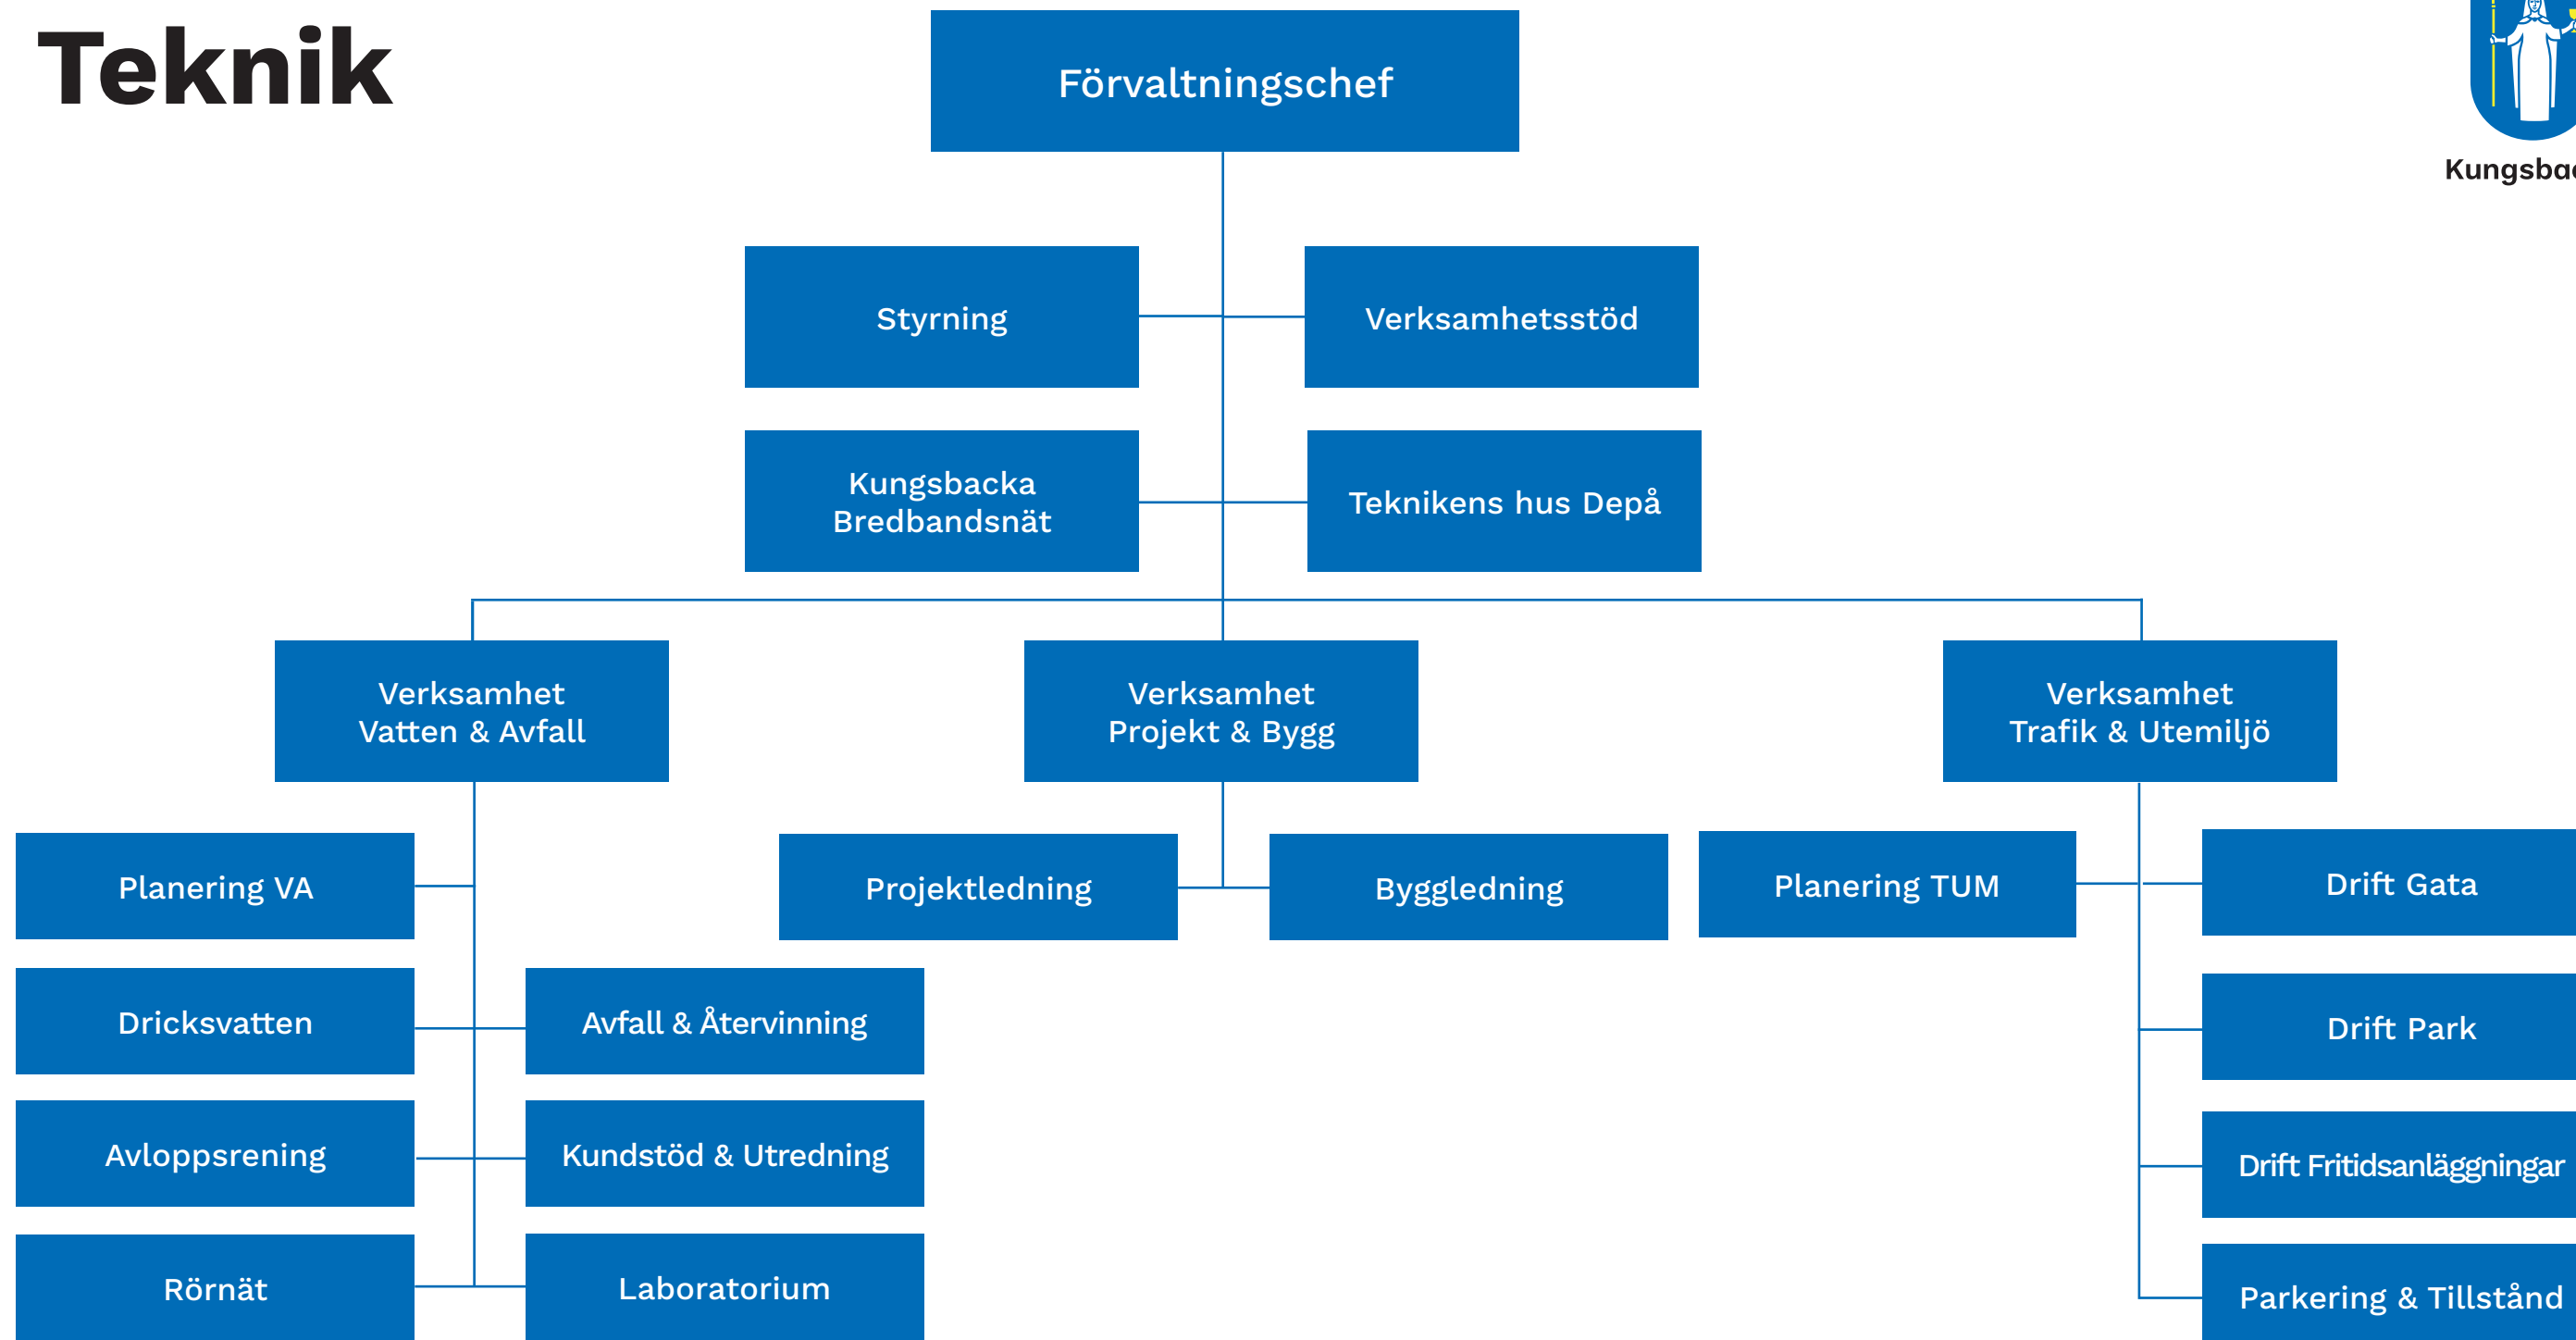 Teknik
Förvaltningschef
Styrning
Verksamhetsstöd
Kungsbacka
Bredbandsnät
Teknikens hus Depå
Verksamhet
Vatten & Avfall
Verksamhet
Projekt & Bygg
Verksamhet
Trafik & Utemiljö
Planering VA
Dricksvatten
Avfall & Återvinning
Avloppsrening
Kundstöd & Utredning
Rörnät
Laboratorium
Projektledning
Byggledning
Planering TUM
Drift Gata
Drift Park
Drift Fritidsanläggningar
Parkering & Tillstånd